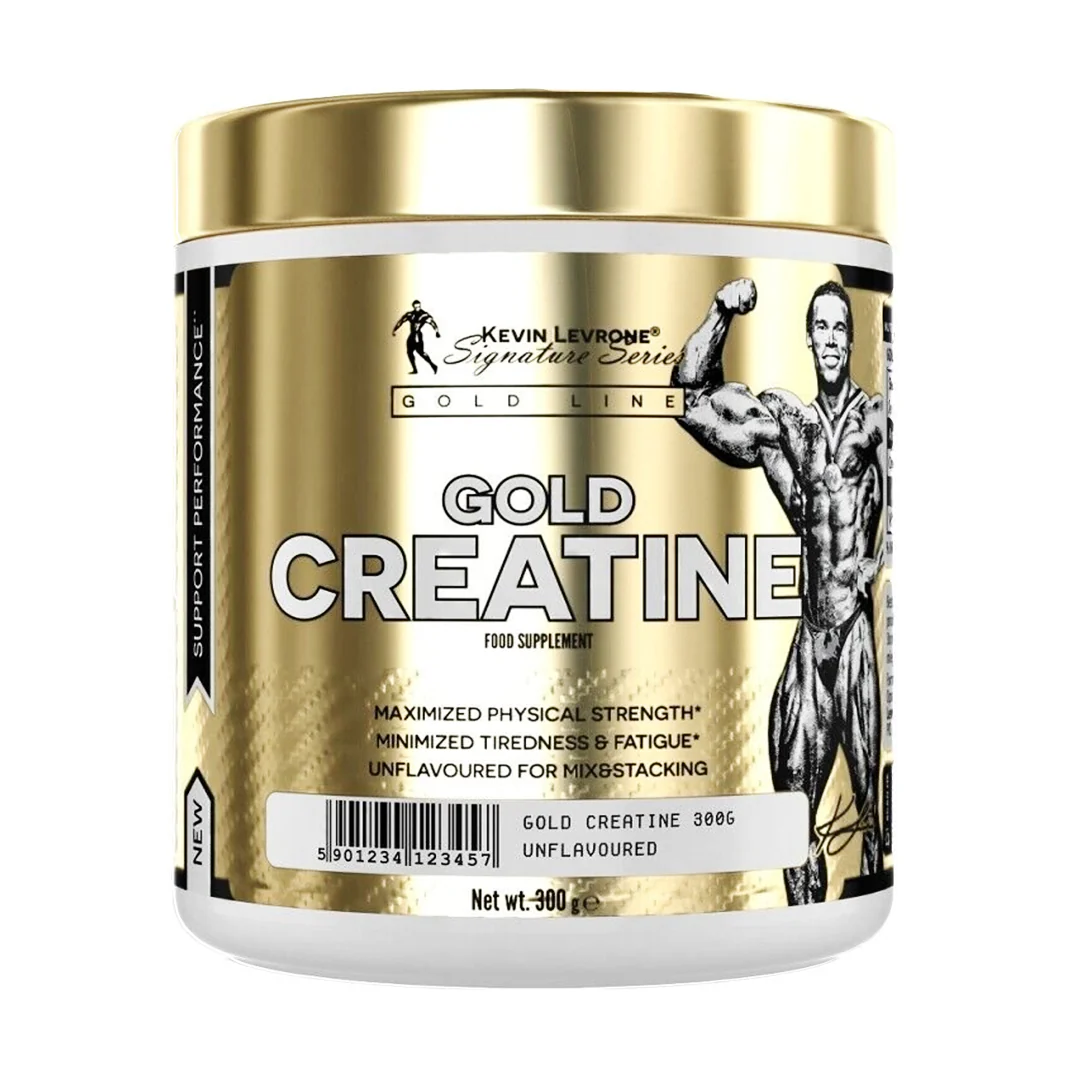 KEVIN LEVRONE®
Signature Series
GOLD LINE
GOLD
CREATINE
FOOD SUPPLEMENT
MAXIMIZED PHYSICAL STRENGTH*
MINIMIZED TIREDNESS & FATIGUE*
UNFLAVOURED FOR MIX&STACKING
5 901234 123457
GOLD CREATINE 300G
UNFLAVOURED
Net wt. 300 g ℮
SUPPORT PERFORMANCE**
NEW